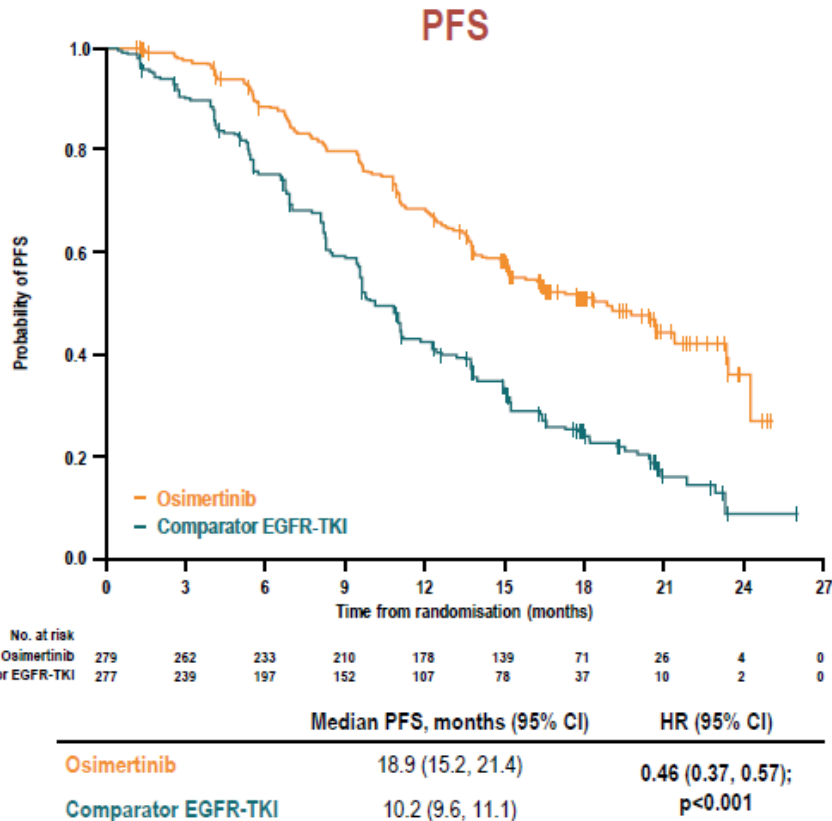 PFS
1.0
0.8
0.6
0.4
0.2
0.0
Probability of PFS
Osimertinib
Comparator EGFR-TKI
0 3 6 9 12 15 18 21 24 27
Time from randomisation (months)
No. at risk
Osimertinib 279 262 233 210 178 139 71 26 4 0
or EGFR-TKI 277 239 197 152 107 78 37 10 2 0
Median PFS, months (95% CI) HR (95% CI)
Osimertinib 18.9 (15.2, 21.4) 0.46 (0.37, 0.57);
Comparator EGFR-TKI 10.2 (9.6, 11.1) p<0.001